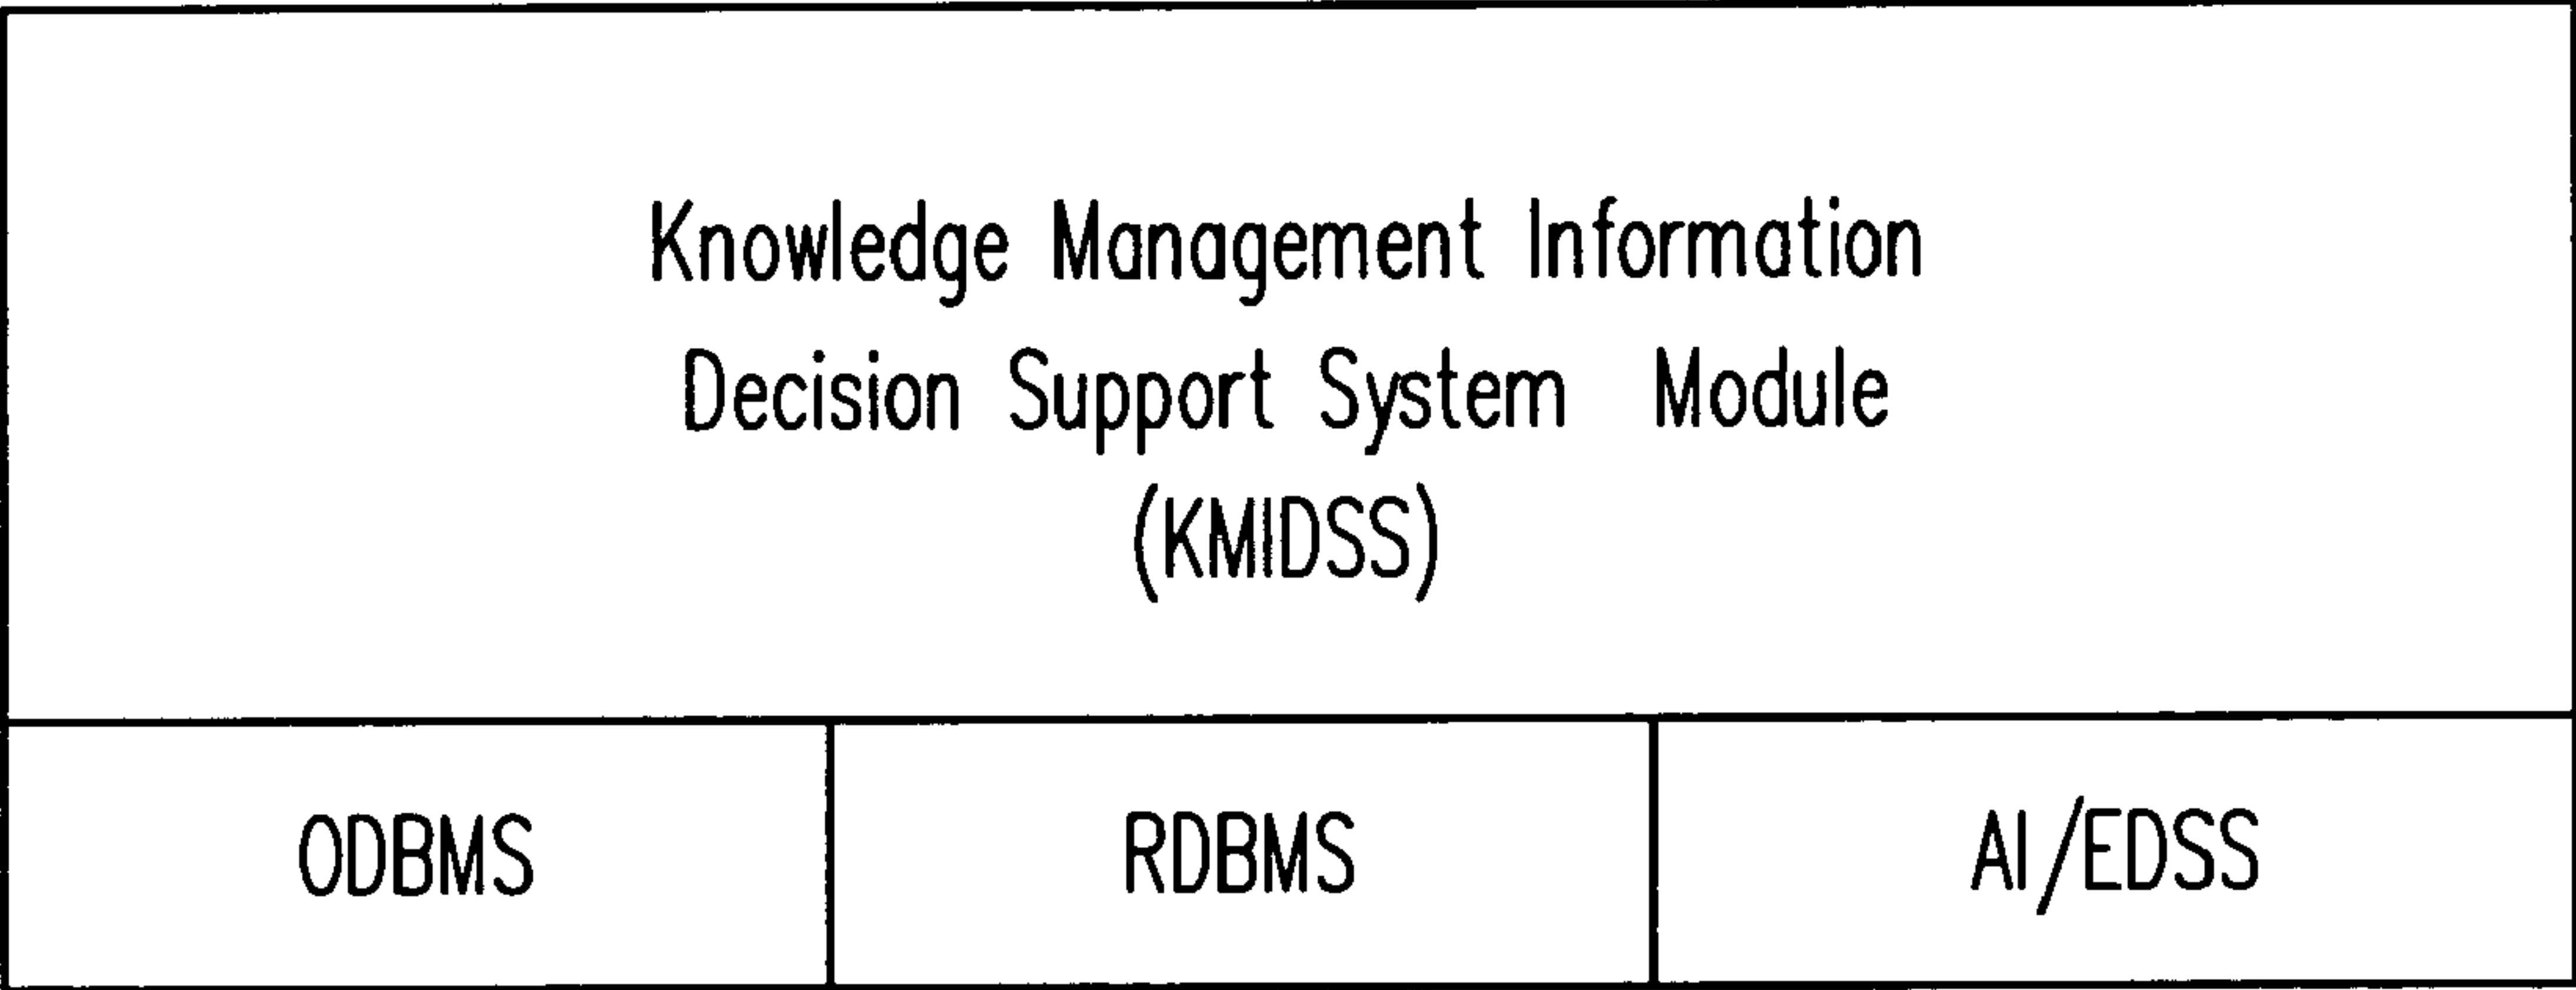 Knowledge Management Information
Decision Support System Module
(KMIDSS)
ODBMS
RDBMS
AI/EDSS